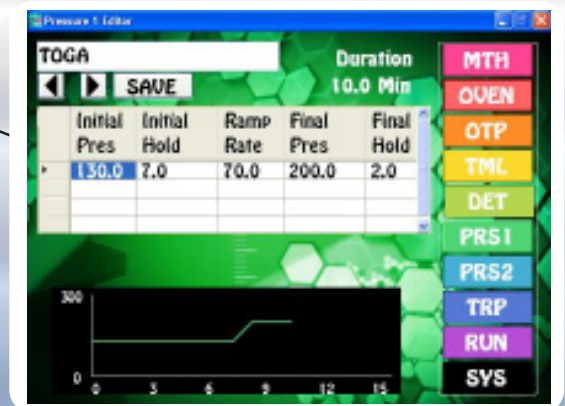 Pressure 1 Editor
TOGA
Duration
10.0 Min
SAVE
Initial Pres Initial Hold Ramp Rate Final Pres Final Hold
130.0 7.0 70.0 200.0 2.0
300
0
0 3 6 9 12 15
MTH
OVEN
OTP
TML
DET
PRS1
PRS2
TRP
RUN
SYS